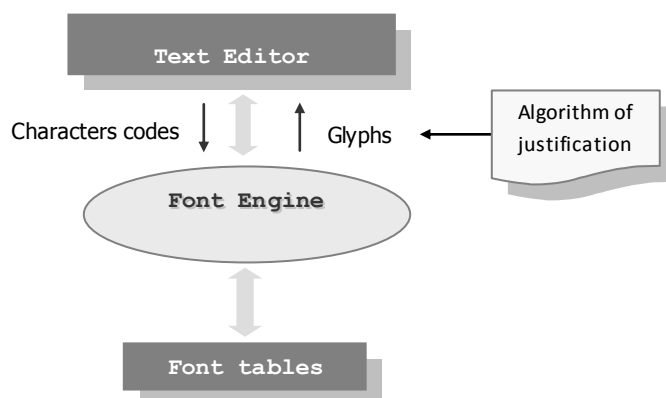 Text Editor
Characters codes
Glyphs
Algorithm of
justification
Font Engine
Font tables